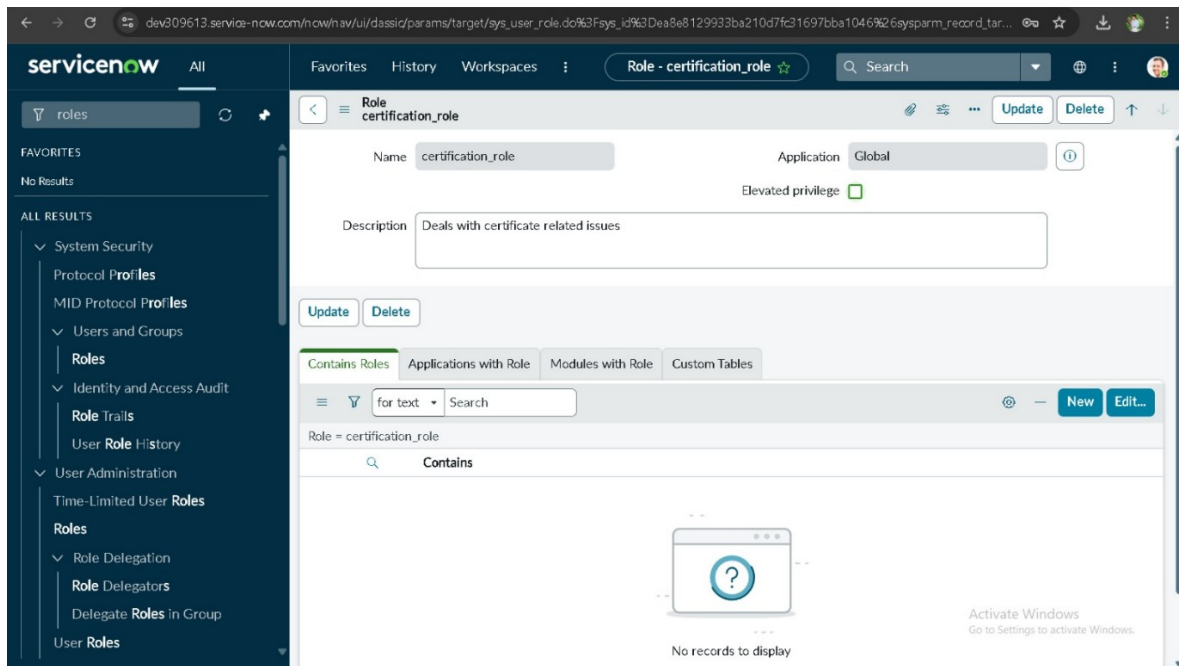 dev309613.service-now.com/now/nav/ui/classic/params/target/sys_user_role.do%3Fsys_id%3Dea8e8129933ba210d7fc31697bba1046%26sysparm_record_tar...
servicenow All Favorites History Workspaces Role - certification_role Search
roles
Role
certification_role
Update Delete
FAVORITES
No Results
ALL RESULTS
System Security
Protocol Profiles
MID Protocol Profiles
Users and Groups
Roles
Identity and Access Audit
Role Trails
User Role History
User Administration
Time-Limited User Roles
Roles
Role Delegation
Role Delegators
Delegate Roles in Group
User Roles
Name certification_role Application Global
Elevated privilege
Description Deals with certificate related issues
Update Delete
Contains Roles Applications with Role Modules with Role Custom Tables
for text Search New Edit...
Role = certification_role
Contains
?
No records to display
Activate Windows
Go to Settings to activate Windows.